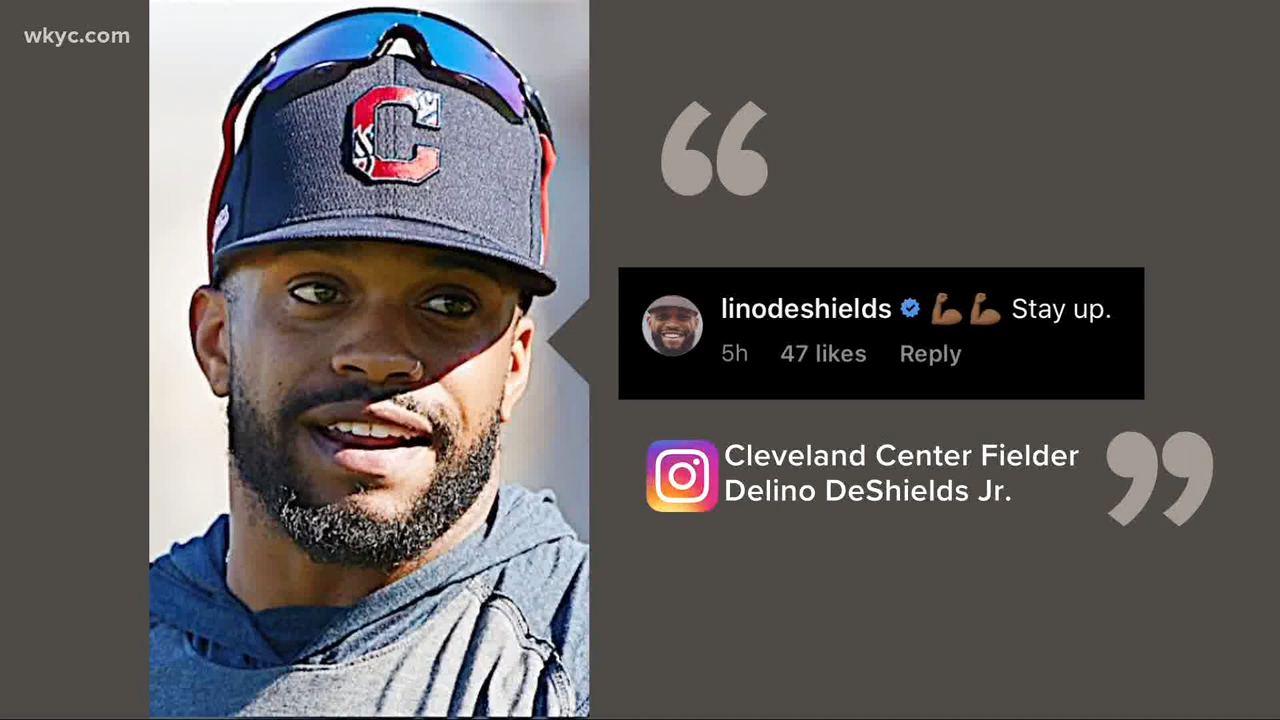 wkyc.com
C
“
linodeshields 💪🏾 💪🏾 Stay up.
5h 47 likes Reply
Cleveland Center Fielder
Delino DeShields Jr.
”